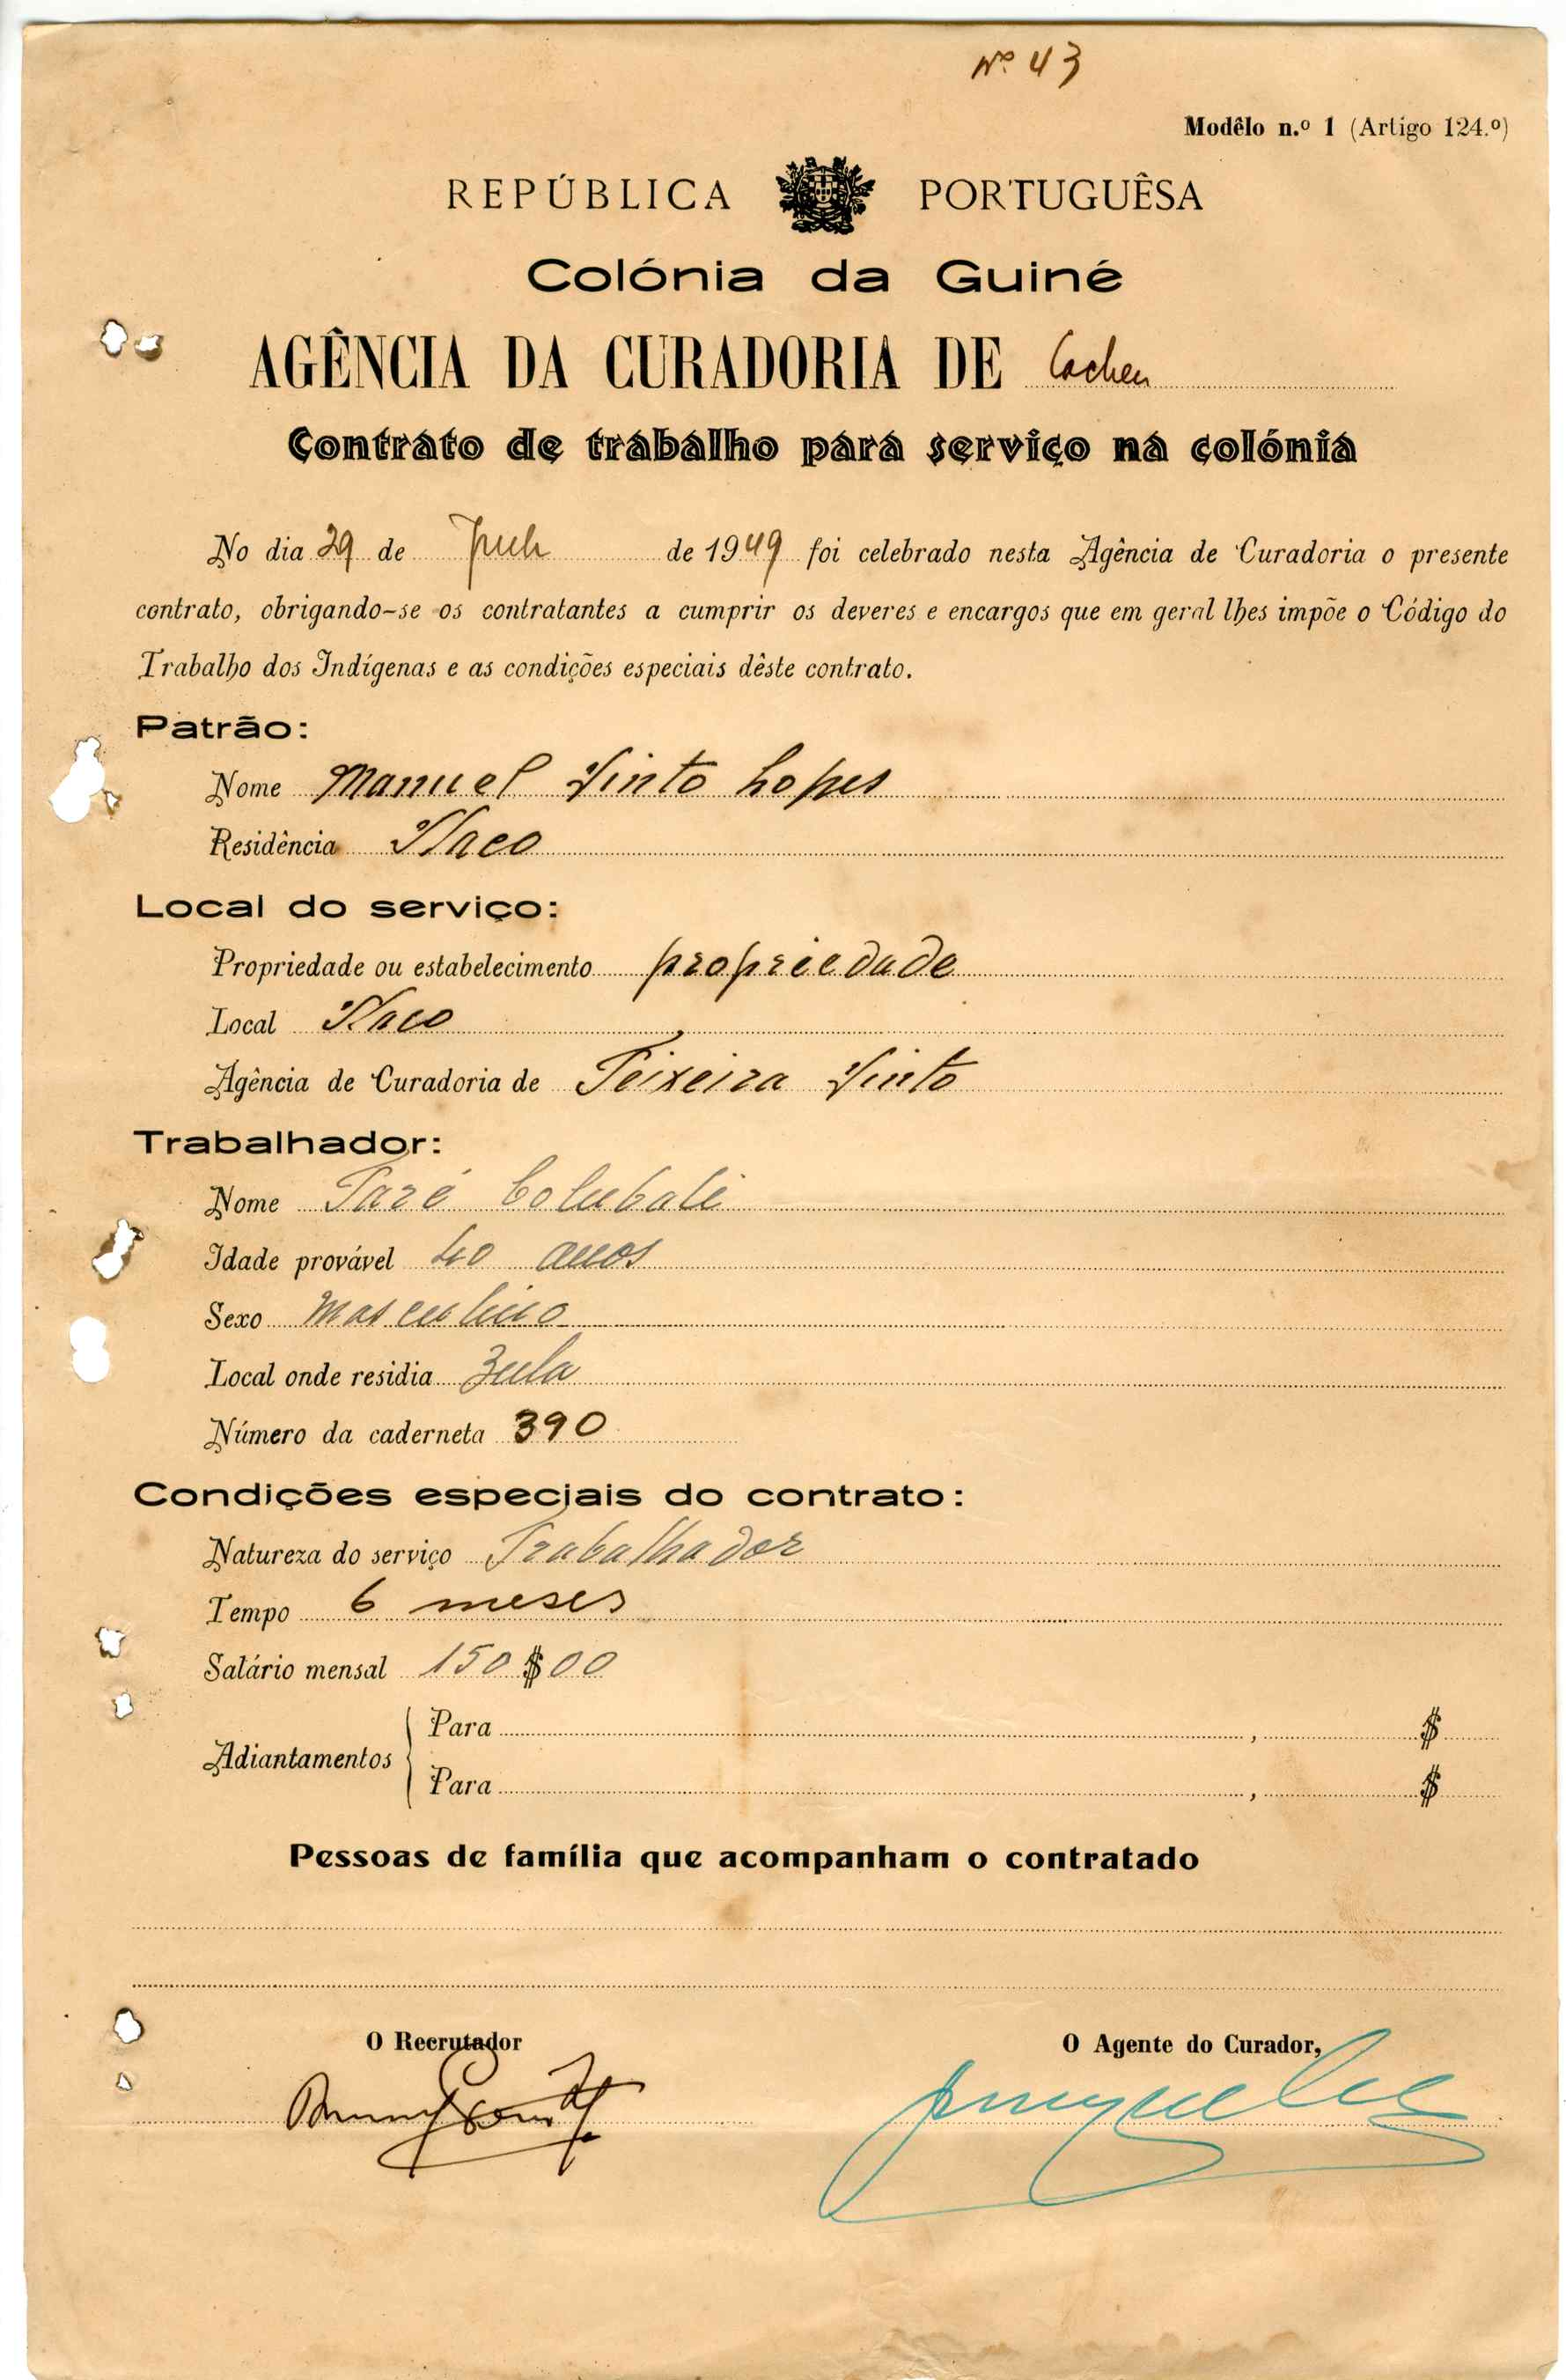 Nº 43
Modêlo n.º 1 (Artigo 124.º)
REPÚBLICA PORTUGUÊSA
Colónia da Guiné
AGÊNCIA DA CURADORIA DE Cacheu
Contrato de trabalho para serviço na colónia
No dia 29 de de 1949 foi celebrado nesta Agência de Curadoria o presente
contrato, obrigando-se os contratantes a cumprir os deveres e encargos que em geral lhes impõe o Código do
Trabalho dos Indígenas e as condições especiais dêste contrato.
Patrão:
Nome Manuel Pinto Lopes
Residência
Local do serviço:
Propriedade ou estabelecimento propriedade
Local
Agência de Curadoria de Teixeira Pinto
Trabalhador:
Nome Paré Colubali
Idade provável 40 anos
Sexo Masculino
Local onde residia Zula
Número da caderneta 390
Condições especiais do contrato:
Natureza do serviço Trabalhador
Tempo 6 meses
Salário mensal 150$00
Adiantamentos
Para , $
Para , $
Pessoas de família que acompanham o contratado
O Recrutador
O Agente do Curador,